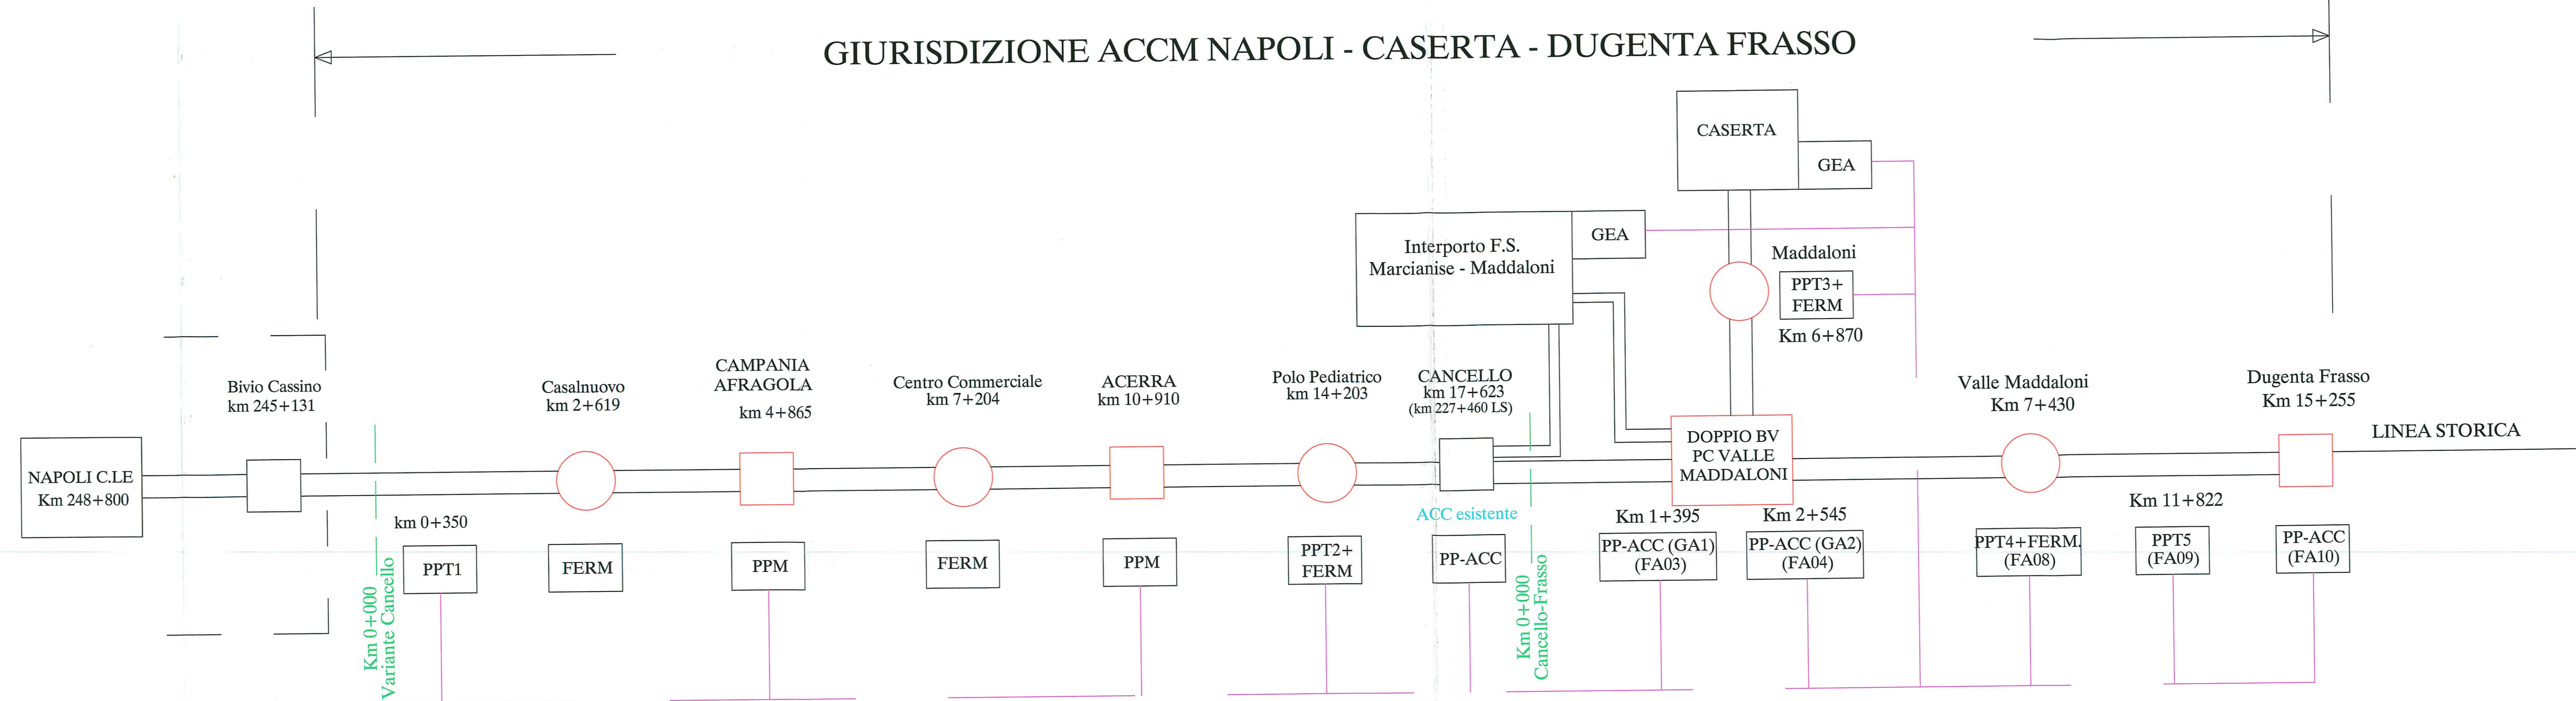 GIURISDIZIONE ACCM NAPOLI - CASERTA - DUGENTA FRASSO
CASERTA
GEA
Interporto F.S.
Marcianise - Maddaloni
GEA
Maddaloni
PPT3+
FERM
Km 6+870
Bivio Cassino
km 245+131
Casalnuovo
km 2+619
CAMPANIA
AFRAGOLA
km 4+865
Centro Commerciale
km 7+204
ACERRA
km 10+910
Polo Pediatrico
km 14+203
CANCELLO
km 17+623
(km 227+460 LS)
Valle Maddaloni
Km 7+430
Dugenta Frasso
Km 15+255
NAPOLI C.LE
Km 248+800
DOPPIO BV
PC VALLE
MADDALONI
LINEA STORICA
km 0+350
ACC esistente
Km 1+395
Km 2+545
Km 11+822
PPT1
FERM
PPM
FERM
PPM
PPT2+
FERM
PP-ACC
PP-ACC (GA1)
(FA03)
PP-ACC (GA2)
(FA04)
PPT4+FERM.
(FA08)
PPT5
(FA09)
PP-ACC
(FA10)
Km 0+000
Variante Cancello
Km 0+000
Cancello-Frasso